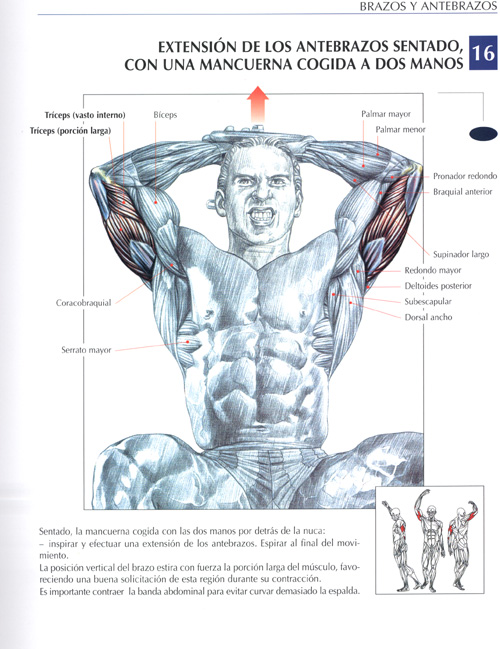 BRAZOS Y ANTEBRAZOS
EXTENSIÓN DE LOS ANTEBRAZOS SENTADO,
CON UNA MANCUERNA COGIDA A DOS MANOS
16
Tríceps (vasto interno)
Bíceps
Tríceps (porción larga)
Palmar mayor
Palmar menor
Pronador redondo
Braquial anterior
Supinador largo
Redondo mayor
Deltoides posterior
Subescapular
Dorsal ancho
Coracobraquial
Serrato mayor
Sentado, la mancuerna cogida con las dos manos por detrás de la nuca:
– inspirar y efectuar una extensión de los antebrazos. Espirar al final del movi-
miento.
La posición vertical del brazo estira con fuerza la porción larga del músculo, favo-
reciendo una buena solicitación de esta región durante su contracción.
Es importante contraer la banda abdominal para evitar curvar demasiado la espalda.